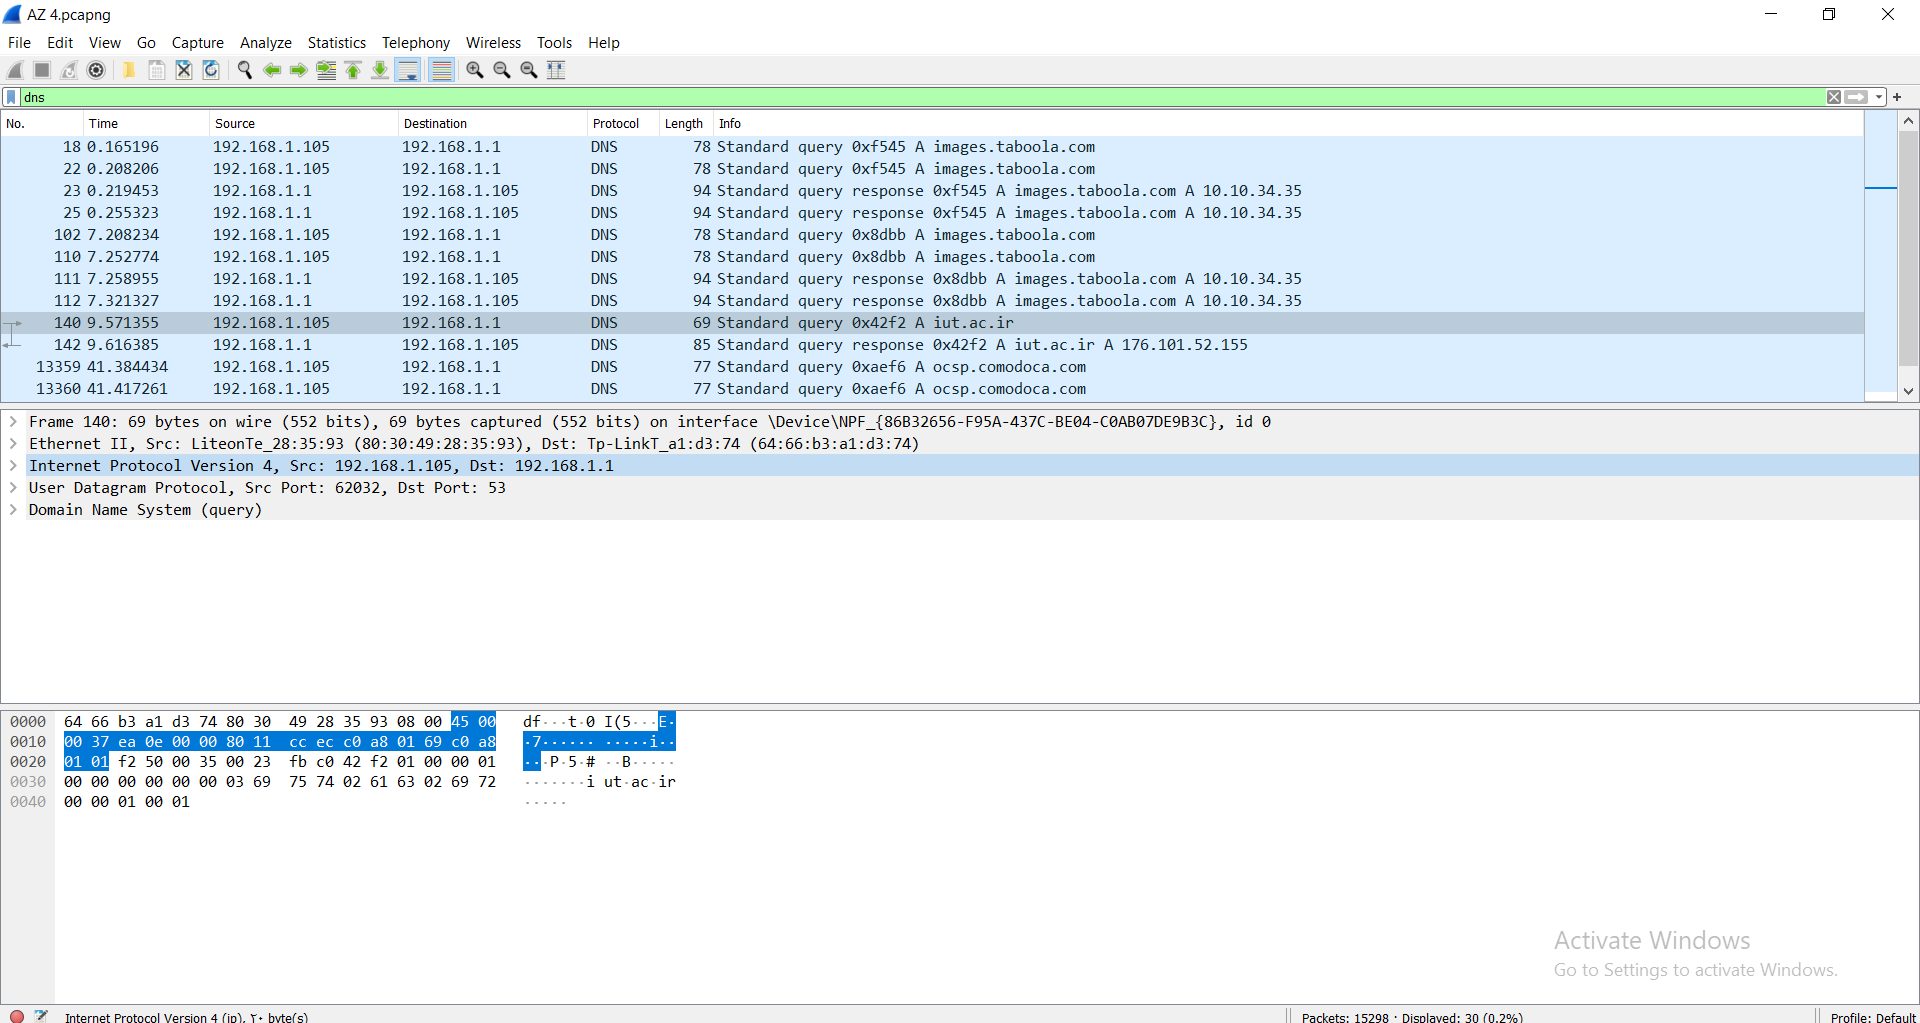 AZ 4.pcapng
File Edit View Go Capture Analyze Statistics Telephony Wireless Tools Help
dns
No. Time Source Destination Protocol Length Info
18 0.165196 192.168.1.105 192.168.1.1 DNS 78 Standard query 0xf545 A images.taboola.com
22 0.208206 192.168.1.105 192.168.1.1 DNS 78 Standard query 0xf545 A images.taboola.com
23 0.219453 192.168.1.1 192.168.1.105 DNS 94 Standard query response 0xf545 A images.taboola.com A 10.10.34.35
25 0.255323 192.168.1.1 192.168.1.105 DNS 94 Standard query response 0xf545 A images.taboola.com A 10.10.34.35
102 7.208234 192.168.1.105 192.168.1.1 DNS 78 Standard query 0x8dbb A images.taboola.com
110 7.252774 192.168.1.105 192.168.1.1 DNS 78 Standard query 0x8dbb A images.taboola.com
111 7.258955 192.168.1.1 192.168.1.105 DNS 94 Standard query response 0x8dbb A images.taboola.com A 10.10.34.35
112 7.321327 192.168.1.1 192.168.1.105 DNS 94 Standard query response 0x8dbb A images.taboola.com A 10.10.34.35
140 9.571355 192.168.1.105 192.168.1.1 DNS 69 Standard query 0x42f2 A iut.ac.ir
142 9.616385 192.168.1.1 192.168.1.105 DNS 85 Standard query response 0x42f2 A iut.ac.ir A 176.101.52.155
13359 41.384434 192.168.1.105 192.168.1.1 DNS 77 Standard query 0xaef6 A ocsp.comodoca.com
13360 41.417261 192.168.1.105 192.168.1.1 DNS 77 Standard query 0xaef6 A ocsp.comodoca.com
Frame 140: 69 bytes on wire (552 bits), 69 bytes captured (552 bits) on interface \Device\NPF_{86B32656-F95A-437C-BE04-C0AB07DE9B3C}, id 0
Ethernet II, Src: LiteonTe_28:35:93 (80:30:49:28:35:93), Dst: Tp-LinkT_a1:d3:74 (64:66:b3:a1:d3:74)
Internet Protocol Version 4, Src: 192.168.1.105, Dst: 192.168.1.1
User Datagram Protocol, Src Port: 62032, Dst Port: 53
Domain Name System (query)
0000 64 66 b3 a1 d3 74 80 30 49 28 35 93 08 00 45 00 df···t·0 I(5···E·
0010 00 37 ea 0e 00 00 80 11 cc ec c0 a8 01 69 c0 a8 ·7······ ·····i··
0020 01 01 f2 50 00 35 00 23 fb c0 42 f2 01 00 00 01 ···P·5·# ··B·····
0030 00 00 00 00 00 00 03 69 75 74 02 61 63 02 69 72 ·······i ut·ac·ir
0040 00 00 01 00 01 ·····
Activate Windows
Go to Settings to activate Windows.
Internet Protocol Version 4 (ip), ۲۰ byte(s)
Packets: 15298 · Displayed: 30 (0.2%)
Profile: Default